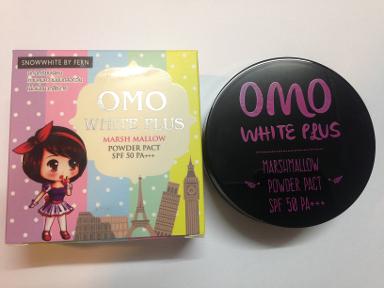 SNOWWHITE BY FERN
OMO
WHITE PLUS
MARSH MALLOW
POWDER PACT
SPF 50 PA+++
OMO
WHITE PLUS
MARSHMALLOW
POWDER PACT
SPF 50 PA+++